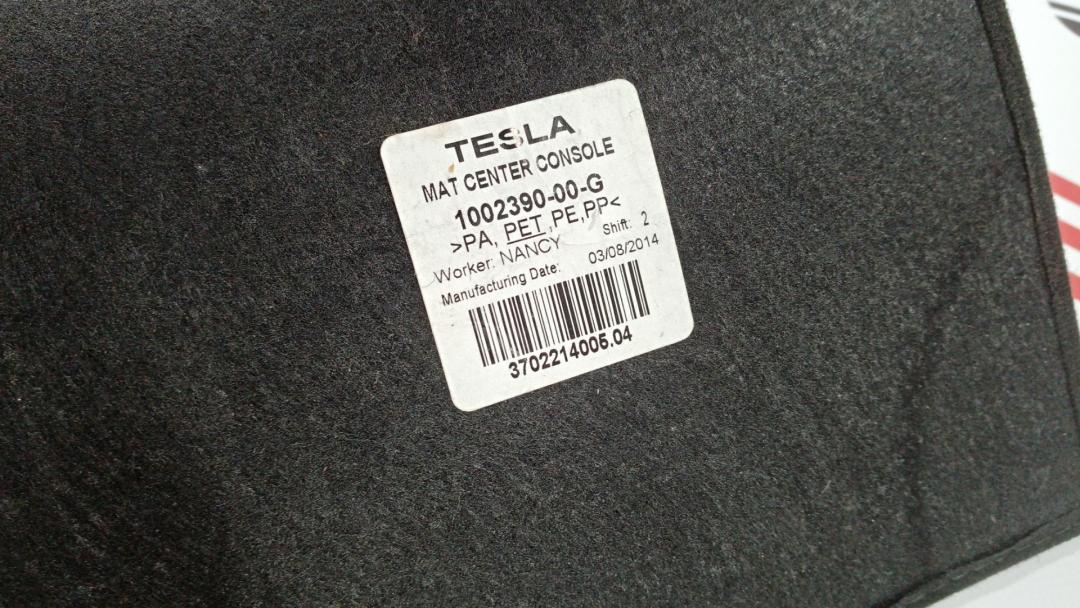 TESLA
MAT CENTER CONSOLE
1002390-00-G
>PA, PET, PE, PP<
Worker: NANCY Shift: 2
Manufacturing Date: 03/08/2014
3702214006.04